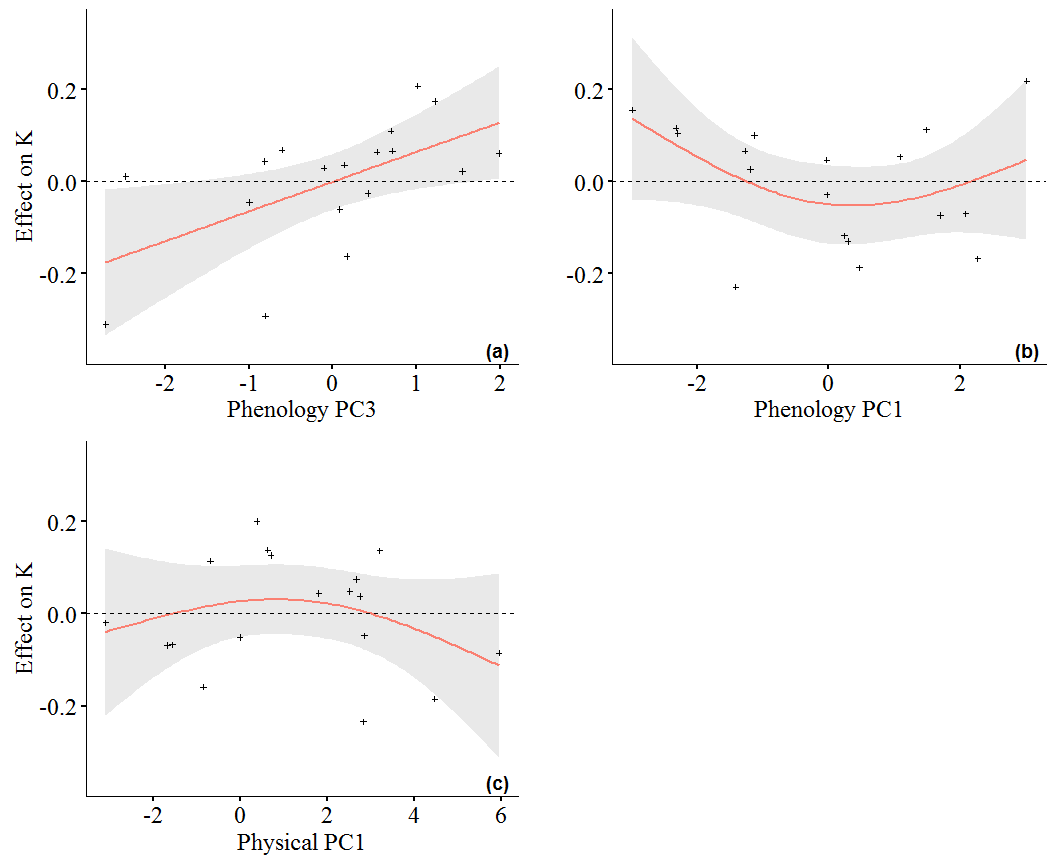 Effect on K
0.2
0.0
-0.2
(a)
-2 -1 0 1 2
Phenology PC3
0.2
0.0
-0.2
(b)
-2 0 2
Phenology PC1
Effect on K
0.2
0.0
-0.2
(c)
-2 0 2 4 6
Physical PC1